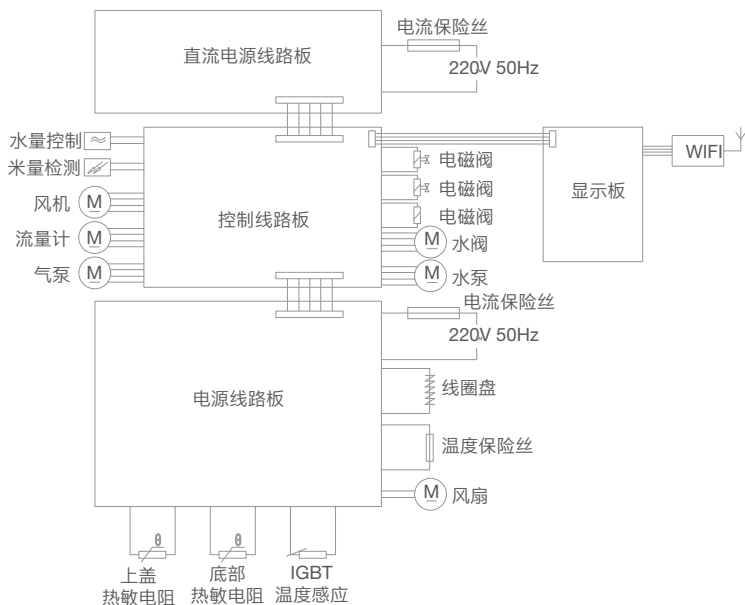 电流保险丝
直流电源线路板
220V 50Hz
水量控制
米量检测
电磁阀
WIFI
风机
M
电磁阀
显示板
控制线路板
电磁阀
流量计
M
M
水阀
气泵
M
M
水泵
电流保险丝
220V 50Hz
电源线路板
线圈盘
温度保险丝
M
风扇
θ
θ
上盖
热敏电阻
底部
热敏电阻
IGBT
温度感应